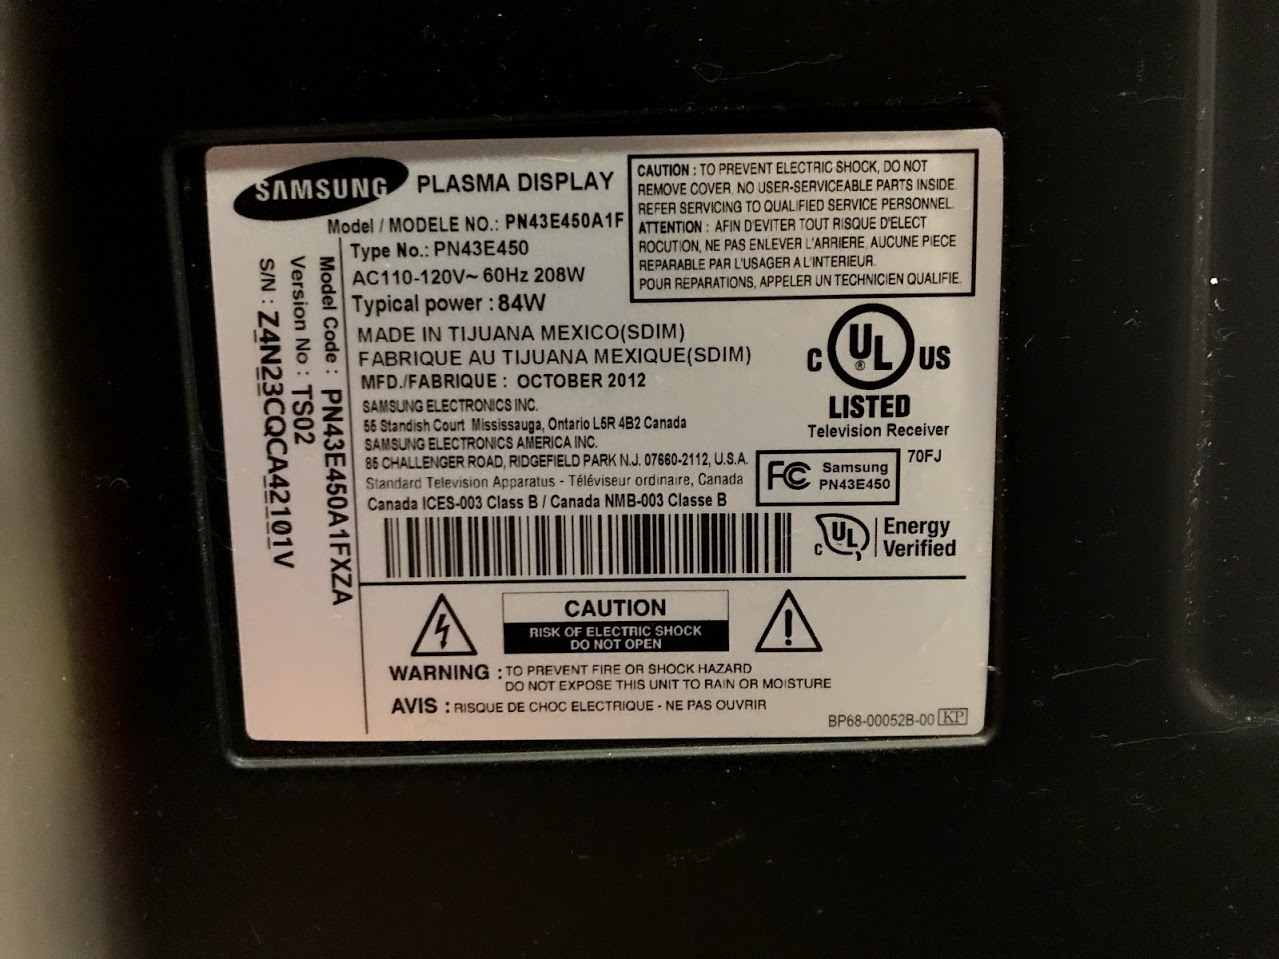 SAMSUNG PLASMA DISPLAY
Model / MODELE NO.: PN43E450A1F
Type No.: PN43E450
AC110-120V~ 60Hz 208W
Typical power : 84W
MADE IN TIJUANA MEXICO(SDIM)
FABRIQUE AU TIJUANA MEXIQUE(SDIM)
MFD./FABRIQUE : OCTOBER 2012
SAMSUNG ELECTRONICS INC.
55 Standish Court Mississauga, Ontario L5R 4B2 Canada
SAMSUNG ELECTRONICS AMERICA INC.
85 CHALLENGER ROAD, RIDGEFIELD PARK N.J. 07660-2112, U.S.A.
Standard Television Apparatus - Téléviseur ordinaire, Canada
Canada ICES-003 Class B / Canada NMB-003 Classe B
Model Code : PN43E450A1FXZA
Version No : TS02
S/N : Z4N23CQCA42101V
CAUTION : TO PREVENT ELECTRIC SHOCK, DO NOT
REMOVE COVER, NO USER-SERVICEABLE PARTS INSIDE.
REFER SERVICING TO QUALIFIED SERVICE PERSONNEL.
ATTENTION : AFIN D'EVITER TOUT RISQUE D'ELECT
ROCUTION, NE PAS ENLEVER L'ARRIERE, AUCUNE PIECE
REPARABLE PAR L'USAGER A L'INTERIEUR.
POUR REPARATIONS, APPELER UN TECHNICIEN QUALIFIE.
C UL ® US
LISTED
Television Receiver
70FJ
FC Samsung
PN43E450
C UL Energy
Verified
CAUTION
RISK OF ELECTRIC SHOCK
DO NOT OPEN
WARNING : TO PREVENT FIRE OR SHOCK HAZARD
DO NOT EXPOSE THIS UNIT TO RAIN OR MOISTURE
AVIS : RISQUE DE CHOC ELECTRIQUE - NE PAS OUVRIR
BP68-00052B-00 KP